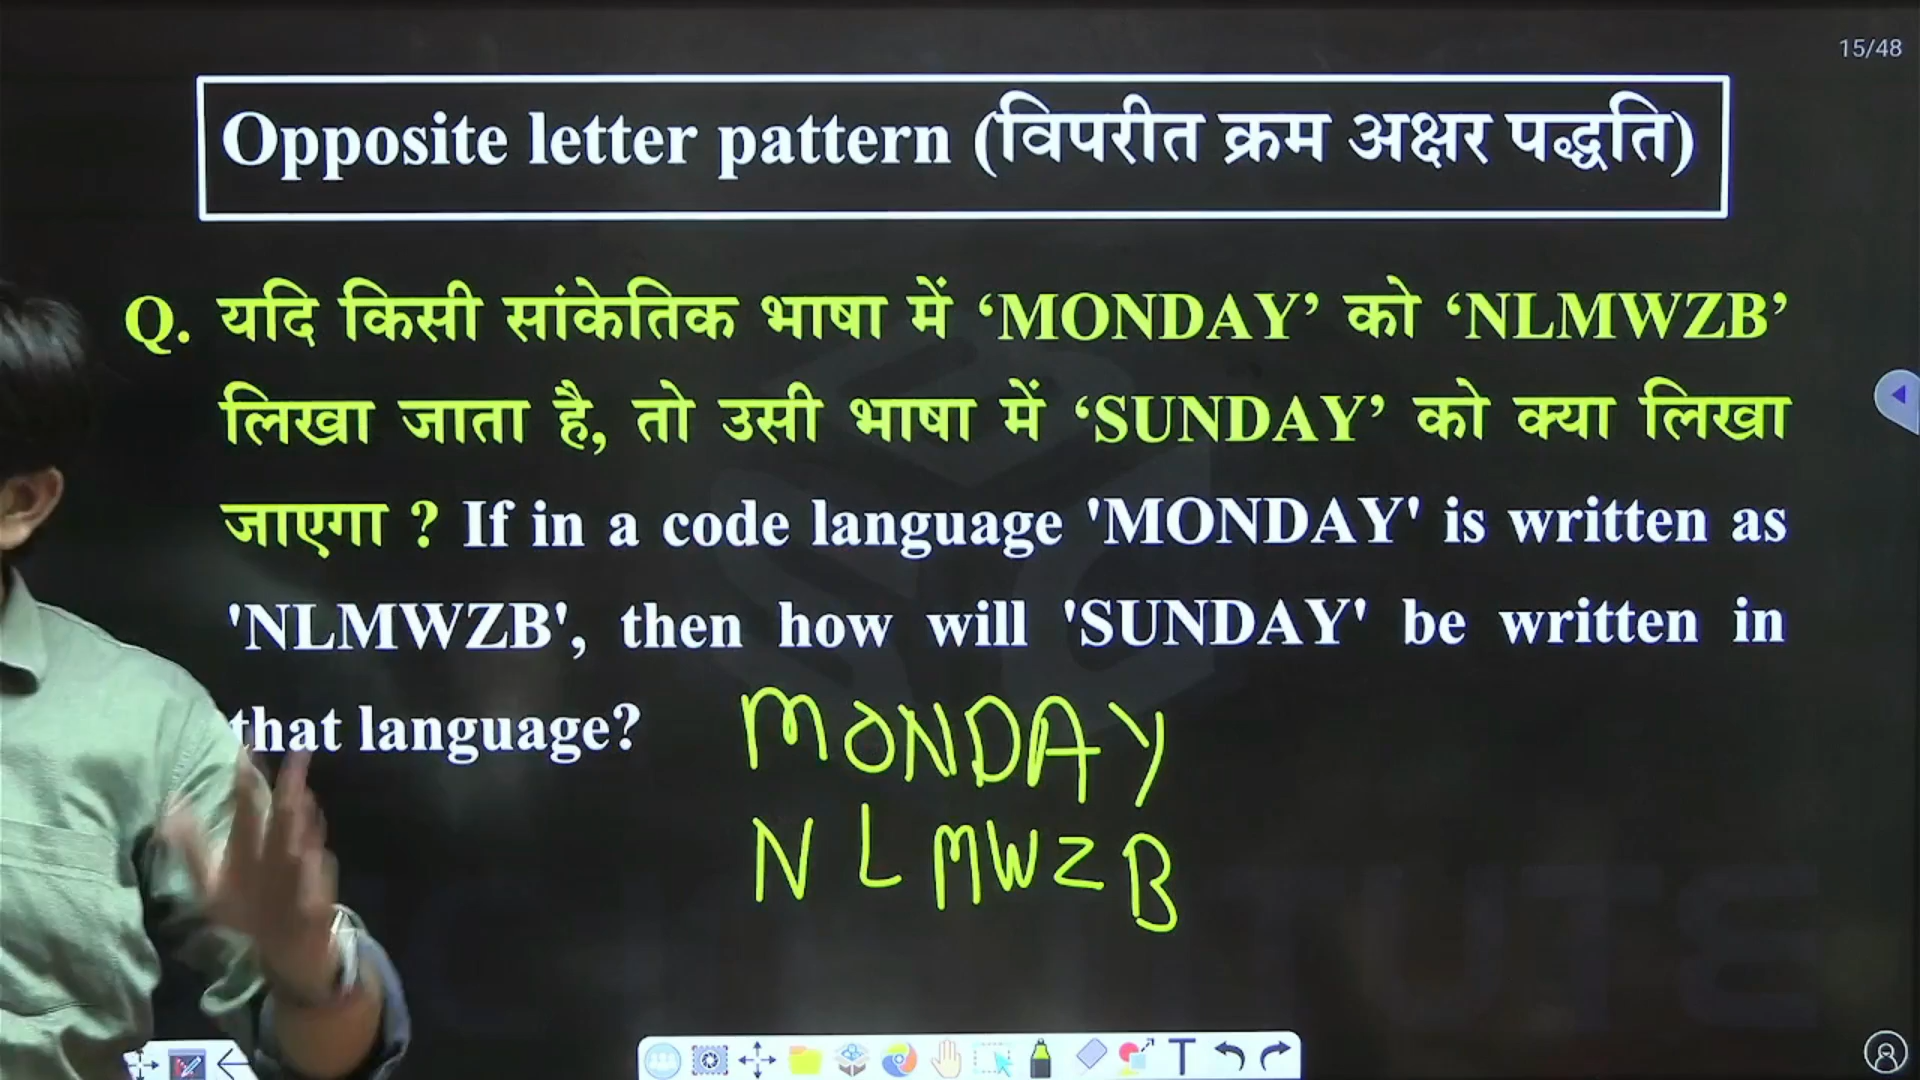 15/48
Opposite letter pattern (विपरीत क्रम अक्षर पद्धति)
Q. यदि किसी सांकेतिक भाषा में ‘MONDAY’ को ‘NLMWZB’
लिखा जाता है, तो उसी भाषा में ‘SUNDAY’ को क्या लिखा
जाएगा ? If in a code language 'MONDAY' is written as
'NLMWZB', then how will 'SUNDAY' be written in
that language?
MONDAY
NLMWZB